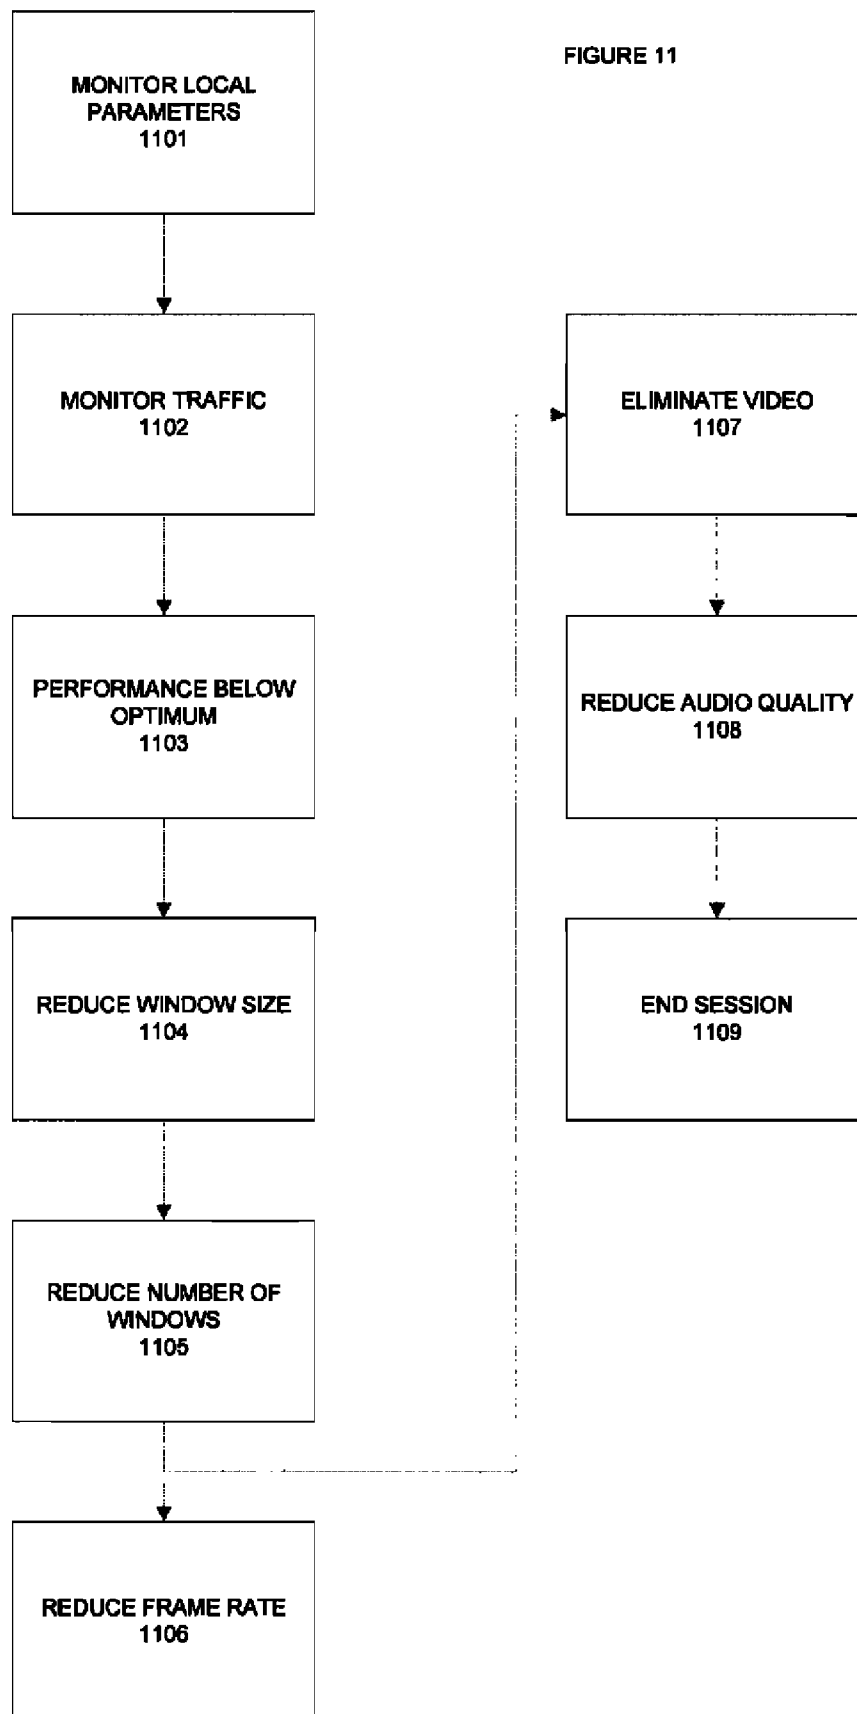 FIGURE 11
MONITOR LOCAL
PARAMETERS
1101
MONITOR TRAFFIC
1102
PERFORMANCE BELOW
OPTIMUM
1103
REDUCE WINDOW SIZE
1104
REDUCE NUMBER OF
WINDOWS
1105
REDUCE FRAME RATE
1106
ELIMINATE VIDEO
1107
REDUCE AUDIO QUALITY
1108
END SESSION
1109